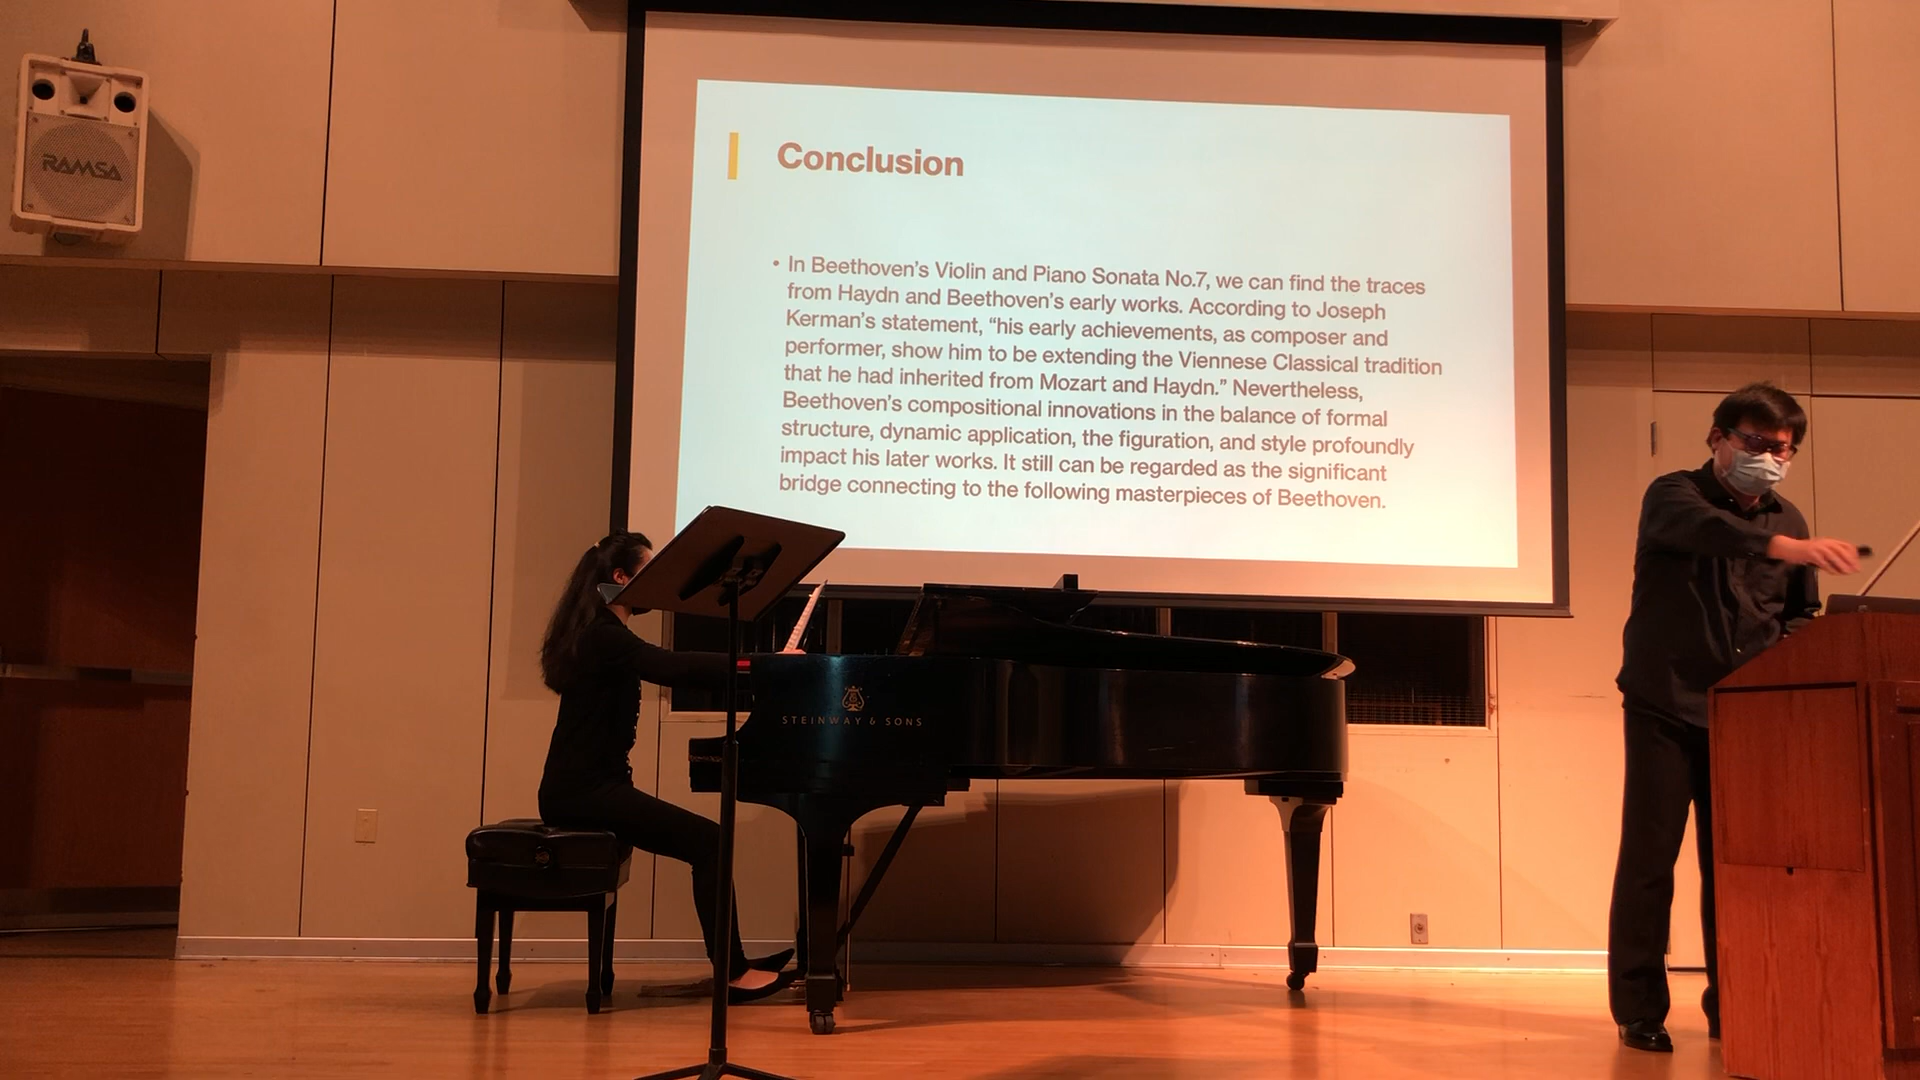 RAMSA
Conclusion
• In Beethoven's Violin and Piano Sonata No.7, we can find the traces
from Haydn and Beethoven's early works. According to Joseph
Kerman's statement, “his early achievements, as composer and
performer, show him to be extending the Viennese Classical tradition
that he had inherited from Mozart and Haydn.” Nevertheless,
Beethoven's compositional innovations in the balance of formal
structure, dynamic application, the figuration, and style profoundly
impact his later works. It still can be regarded as the significant
bridge connecting to the following masterpieces of Beethoven.
STEINWAY & SONS